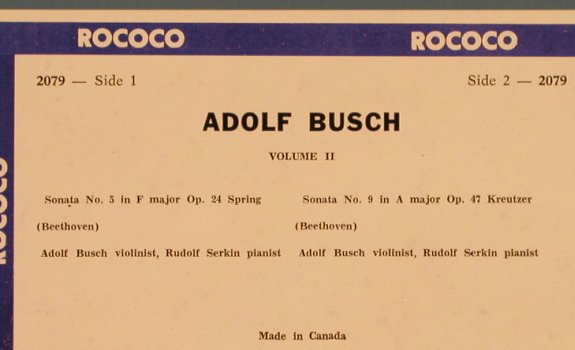 ROCOCO ROCOCO
2079 — Side 1 Side 2 — 2079
ADOLF BUSCH
VOLUME II
Sonata No. 5 in F major Op. 24 Spring
(Beethoven)
Adolf Busch violinist, Rudolf Serkin pianist
Sonata No. 9 in A major Op. 47 Kreutzer
(Beethoven)
Adolf Busch violinist, Rudolf Serkin pianist
Made in Canada
ROCOCO